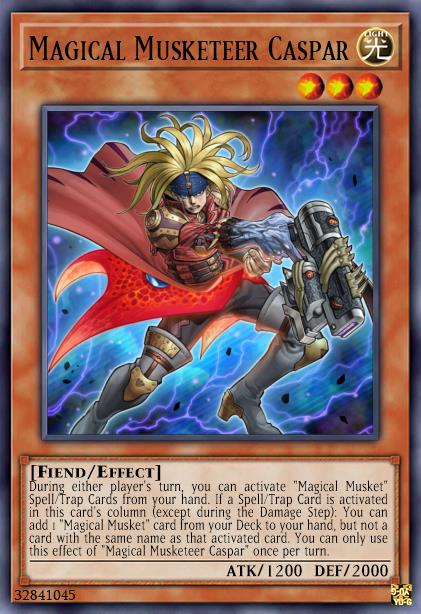 MAGICAL MUSKETEER CASPAR
LIGHT
光
[FIEND/EFFECT]
During either player's turn, you can activate "Magical Musket"
Spell/Trap Cards from your hand. If a Spell/Trap Card is activated
in this card's column (except during the Damage Step): You can
add 1 "Magical Musket" card from your Deck to your hand, but not a
card with the same name as that activated card. You can only use
this effect of "Magical Musketeer Caspar" once per turn.
ATK/1200 DEF/2000
32841045